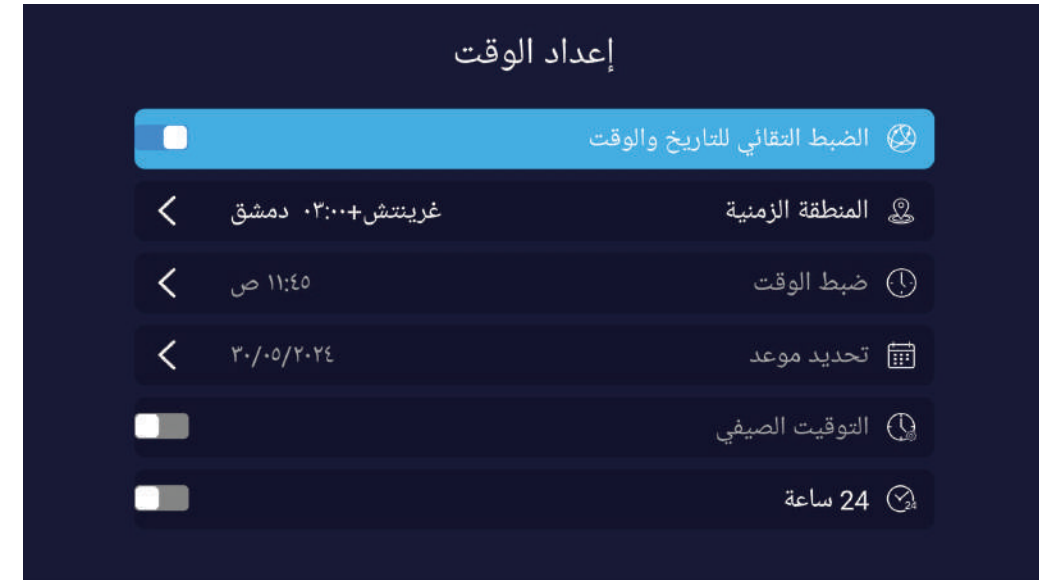 إعداد الوقت
الضبط التقائي للتاريخ والوقت
المنطقة الزمنية غرينتش+٠٣:٠٠ دمشق
ضبط الوقت ١١:٤٥ ص
تحديد موعد ٣٠/٠٥/٢٠٢٤
التوقيت الصيفي
24 ساعة
24